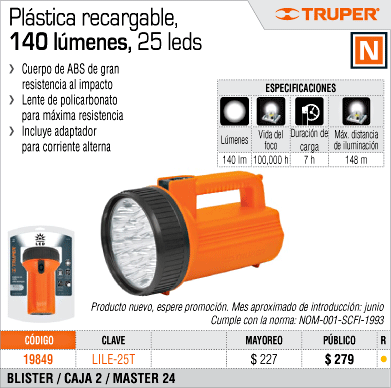 Plástica recargable,
140 lúmenes, 25 leds
TRUPER®
N
› Cuerpo de ABS de gran
resistencia al impacto
› Lente de policarbonato
para máxima resistencia
› Incluye adaptador
para corriente alterna
ESPECIFICACIONES
Lúmenes
Vida del foco
Duración de carga
Máx. distancia de iluminación
140 lm 100,000 h 7 h 148 m
LED
Producto nuevo, espere promoción. Mes aproximado de introducción: junio
Cumple con la norma: NOM-001-SCFI-1993
CÓDIGO CLAVE MAYOREO PÚBLICO R
19849 LILE-25T $ 227 $ 279
BLISTER / CAJA 2 / MASTER 24